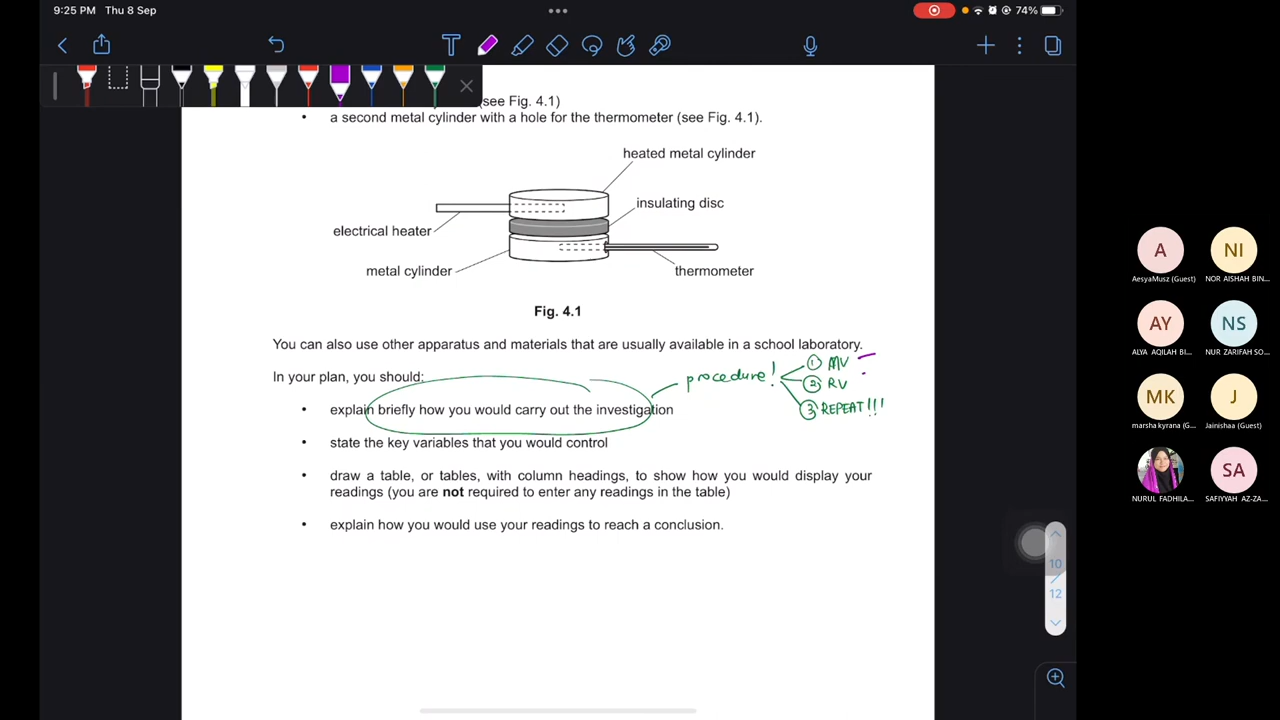 9:25 PM Thu 8 Sep
74%
(see Fig. 4.1)
• a second metal cylinder with a hole for the thermometer (see Fig. 4.1).
heated metal cylinder
insulating disc
electrical heater
metal cylinder
thermometer
Fig. 4.1
You can also use other apparatus and materials that are usually available in a school laboratory.
In your plan, you should:
procedure!
① MV
② RV
③ REPEAT!!!
• explain briefly how you would carry out the investigation
• state the key variables that you would control
• draw a table, or tables, with column headings, to show how you would display your
readings (you are not required to enter any readings in the table)
• explain how you would use your readings to reach a conclusion.
10
12
A
AesyaMusz (Guest)
NI
NOR AISHAH BIN...
AY
ALYA AQILAH BI...
NS
NUR ZARIFAH SO...
MK
marsha kyrana (G...
J
Jainishaa (Guest)
NURUL FADHILA...
SA
SAFIYYAH AZ-ZA...